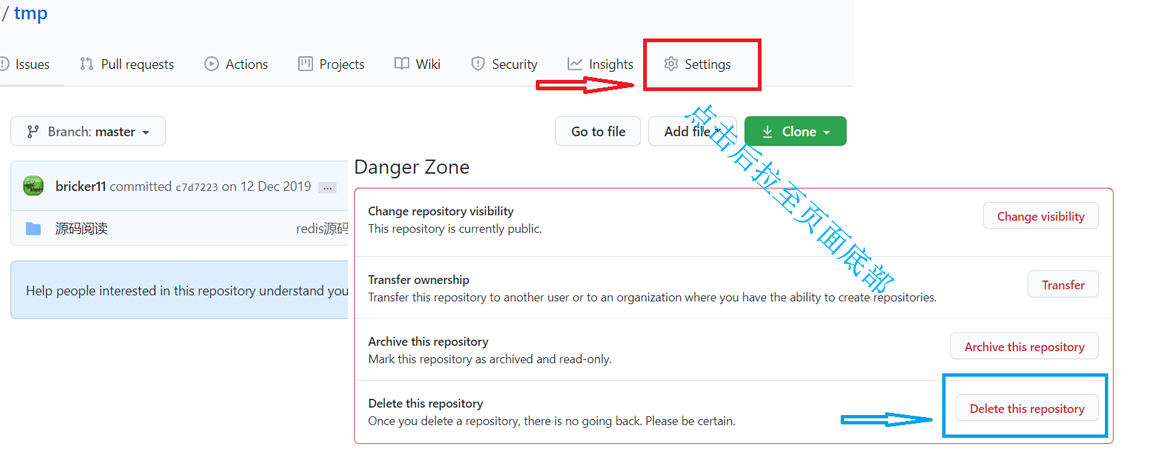 / tmp
Issues Pull requests Actions Projects Wiki Security Insights Settings
Branch: master Go to file Add file Clone
点击后拉至页面底部
bricker11 committed c7d7223 on 12 Dec 2019 ...
源码阅读 redis源码
Help people interested in this repository understand you
Danger Zone
Change repository visibility
This repository is currently public.
Change visibility
Transfer ownership
Transfer this repository to another user or to an organization where you have the ability to create repositories.
Transfer
Archive this repository
Mark this repository as archived and read-only.
Archive this repository
Delete this repository
Once you delete a repository, there is no going back. Please be certain.
Delete this repository